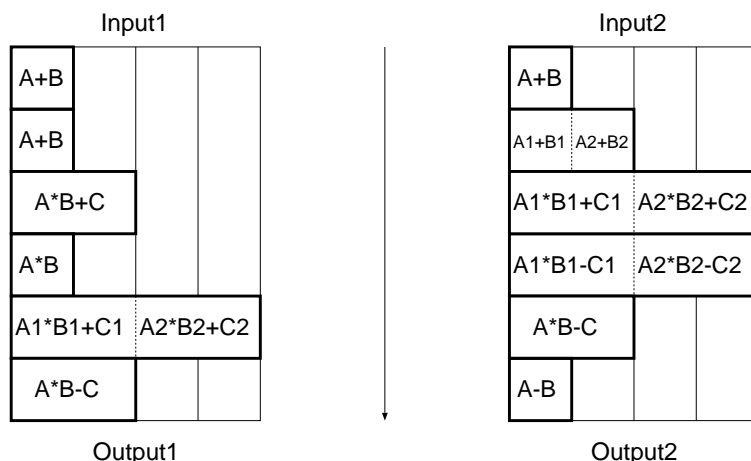 Input1
A+B
A+B
A*B+C
A*B
A1*B1+C1 A2*B2+C2
A*B-C
Output1
Input2
A+B
A1+B1 A2+B2
A1*B1+C1 A2*B2+C2
A1*B1-C1 A2*B2-C2
A*B-C
A-B
Output2